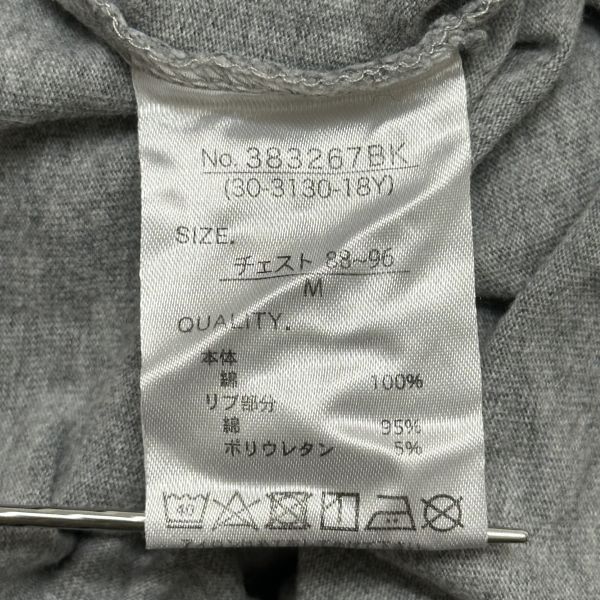 No. 383267BK
(30-3130-18Y)
SIZE.
チェスト 88~96
M
QUALITY.
本体
綿 100%
リブ部分
綿 95%
ポリウレタン 5%
40